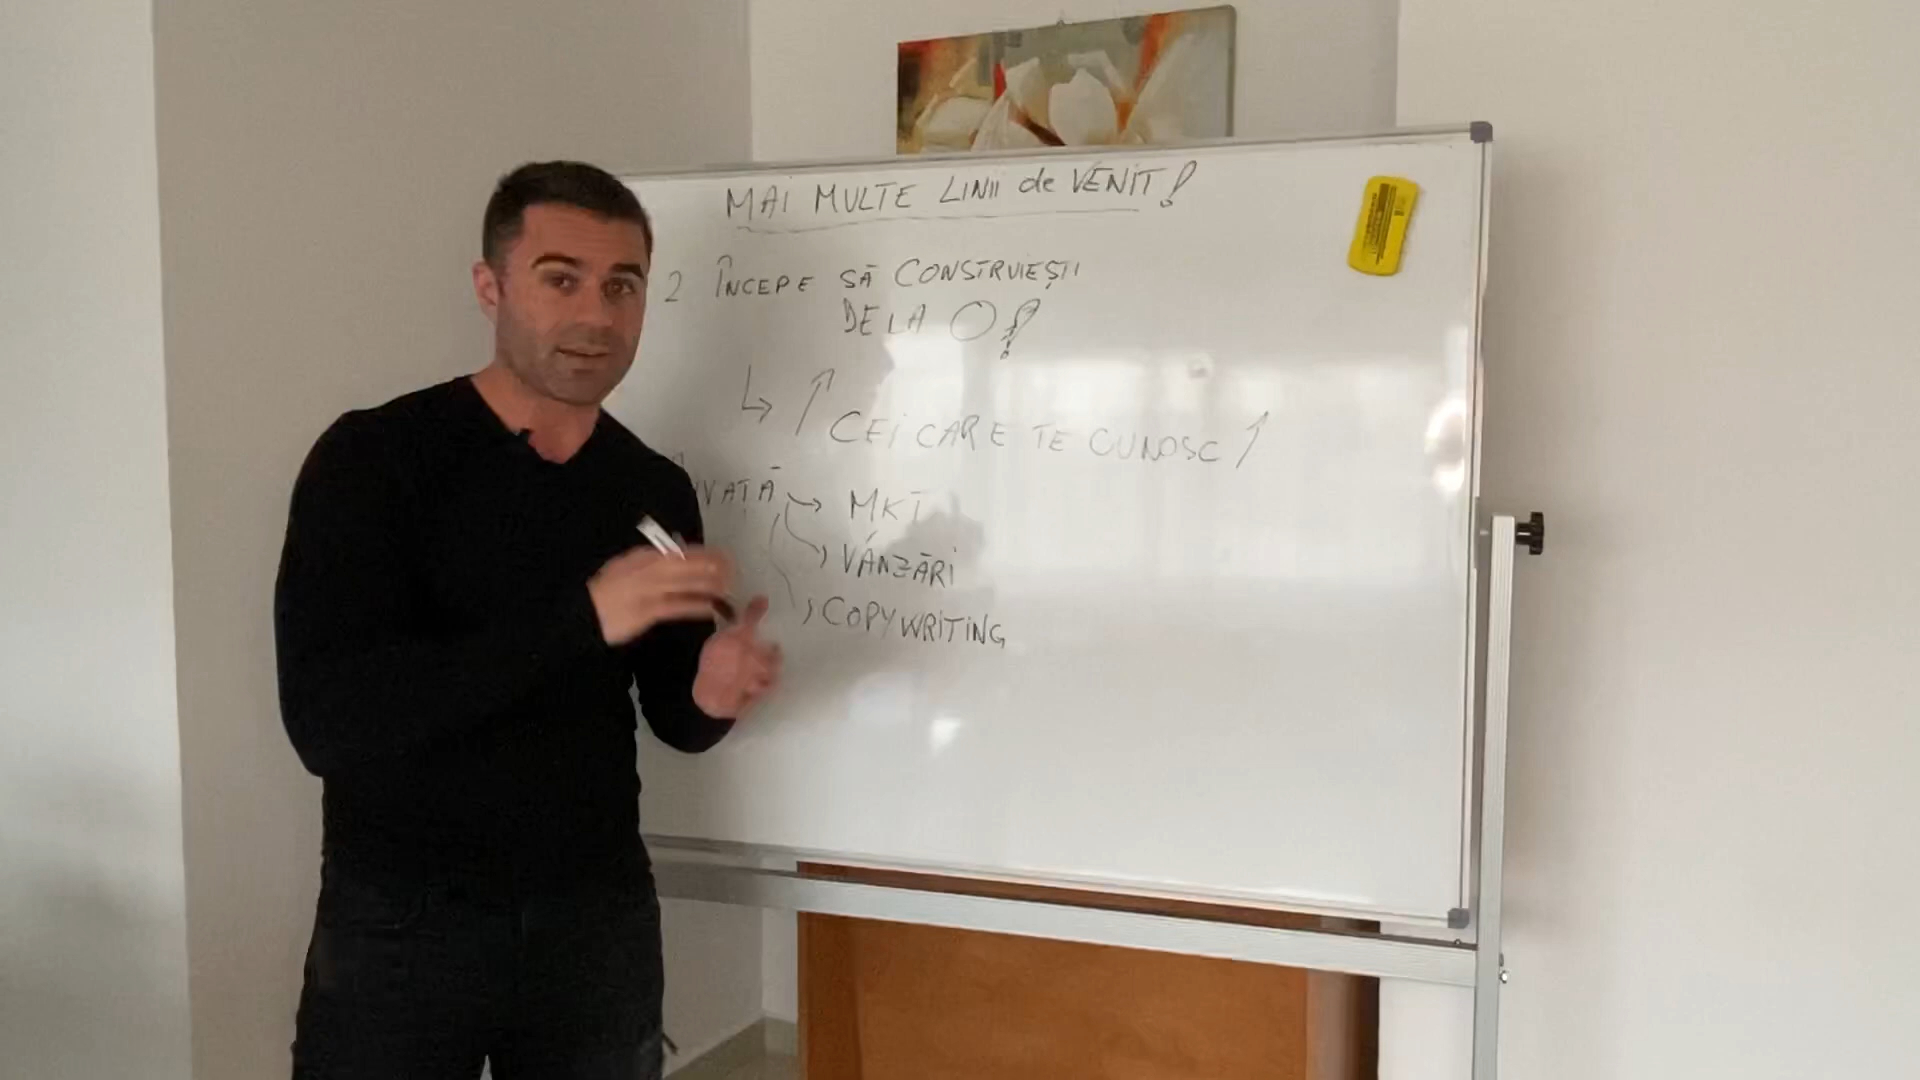 MAI MULTE LINII de VENIT!
2 ÎNCEPE SĂ CONSTRUIEȘTI
DE LA 0!
↳ ↑ CEI CARE TE CUNOSC ↑
→ MKT
VÂNZĂRI
COPYWRITING